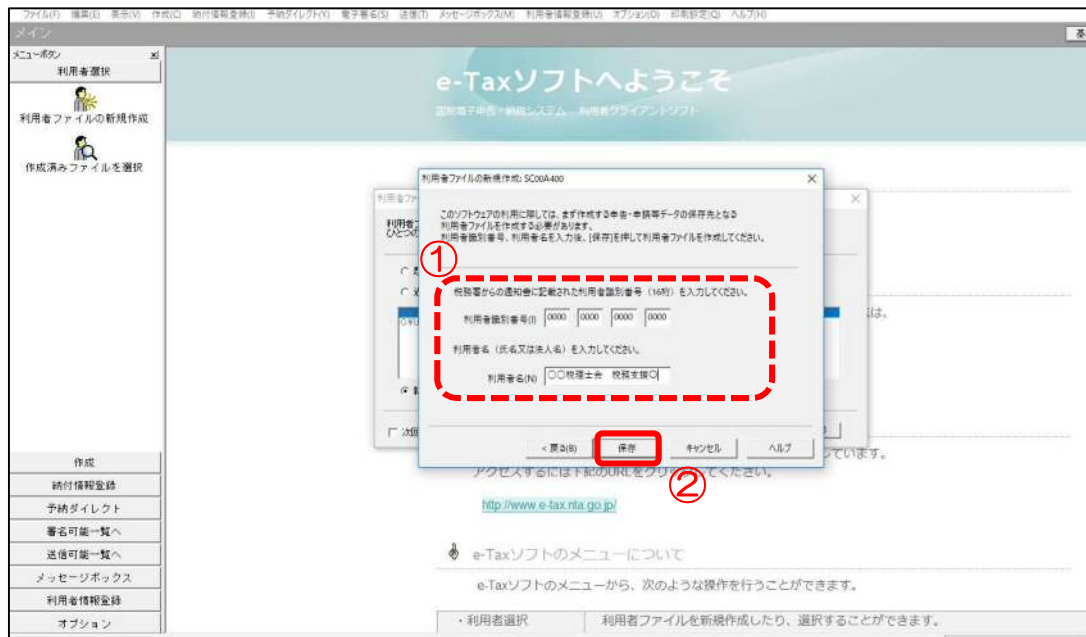 ファイル(F) 編集(E) 表示(V) 作成(C) 納付情報登録(I) 予納ダイレクト(Y) 電子署名(S) 送信(T) メッセージボックス(M) 利用者情報登録(U) オプション(O) 印刷設定(Q) ヘルプ(H)
メイン
メニューボタン
利用者選択
利用者ファイルの新規作成
作成済みファイルを選択
作成
納付情報登録
予納ダイレクト
署名可能一覧へ
送信可能一覧へ
メッセージボックス
利用者情報登録
オプション
e-Taxソフトへようこそ
国税電子申告・納税システム 利用者クライアントソフト
利用者ファイルの新規作成: SC00A400
このソフトウェアの利用に際しては、まず作成する申告・申請等データの保存先となる
利用者ファイルを作成する必要があります。
利用者識別番号、利用者名を入力後、[保存]を押して利用者ファイルを作成してください。
①
税務署からの通知書に記載された利用者識別番号（16桁）を入力してください。
利用者識別番号(I) 0000 0000 0000 0000
利用者名（氏名又は法人名）を入力してください。
利用者名(N) 〇〇税理士会 税務支援〇
< 戻る(B) 保存 キャンセル ヘルプ
②
ています。
アクセスするには下記のURLをクリックしてください。
http://www.e-tax.nta.go.jp/
e-Taxソフトのメニューについて
e-Taxソフトのメニューから、次のような操作を行うことができます。
・利用者選択 利用者ファイルを新規作成したり、選択することができます。